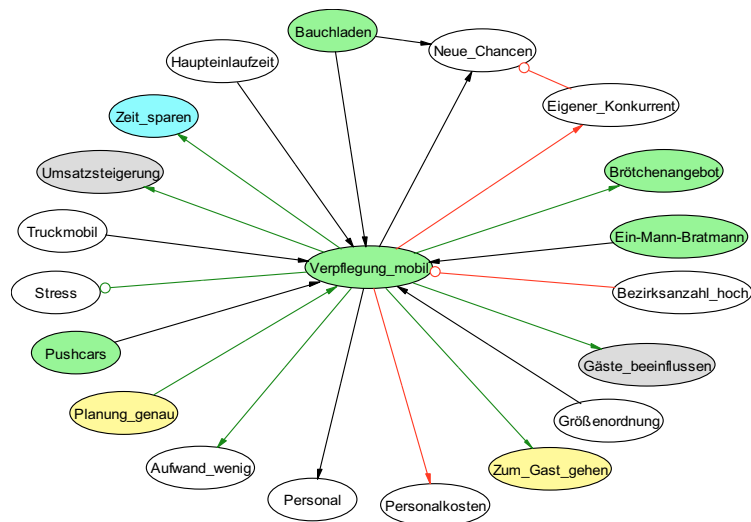 Bauchladen
Neue_Chancen
Haupteinlaufzeit
Eigener_Konkurrent
Zeit_sparen
Umsatzsteigerung
Brötchenangebot
Truckmobil
Ein-Mann-Bratmann
Verpflegung_mobil
Stress
Bezirksanzahl_hoch
Pushcars
Gäste_beeinflussen
Planung_genau
Größenordnung
Aufwand_wenig
Zum_Gast_gehen
Personal
Personalkosten